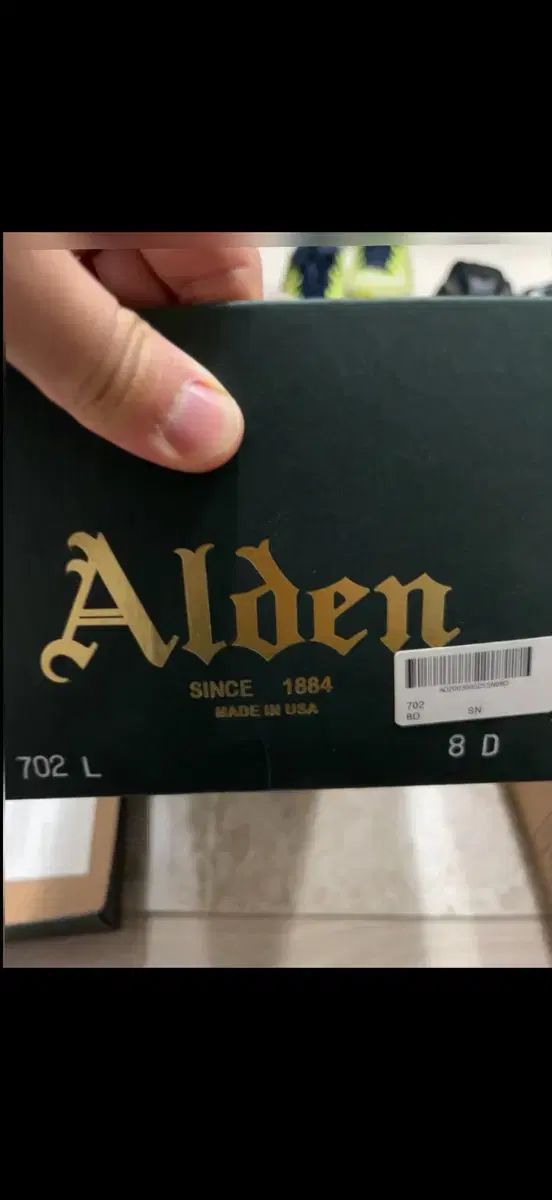 Alden
SINCE 1884
MADE IN USA
702
8D SN
702 L
8 D